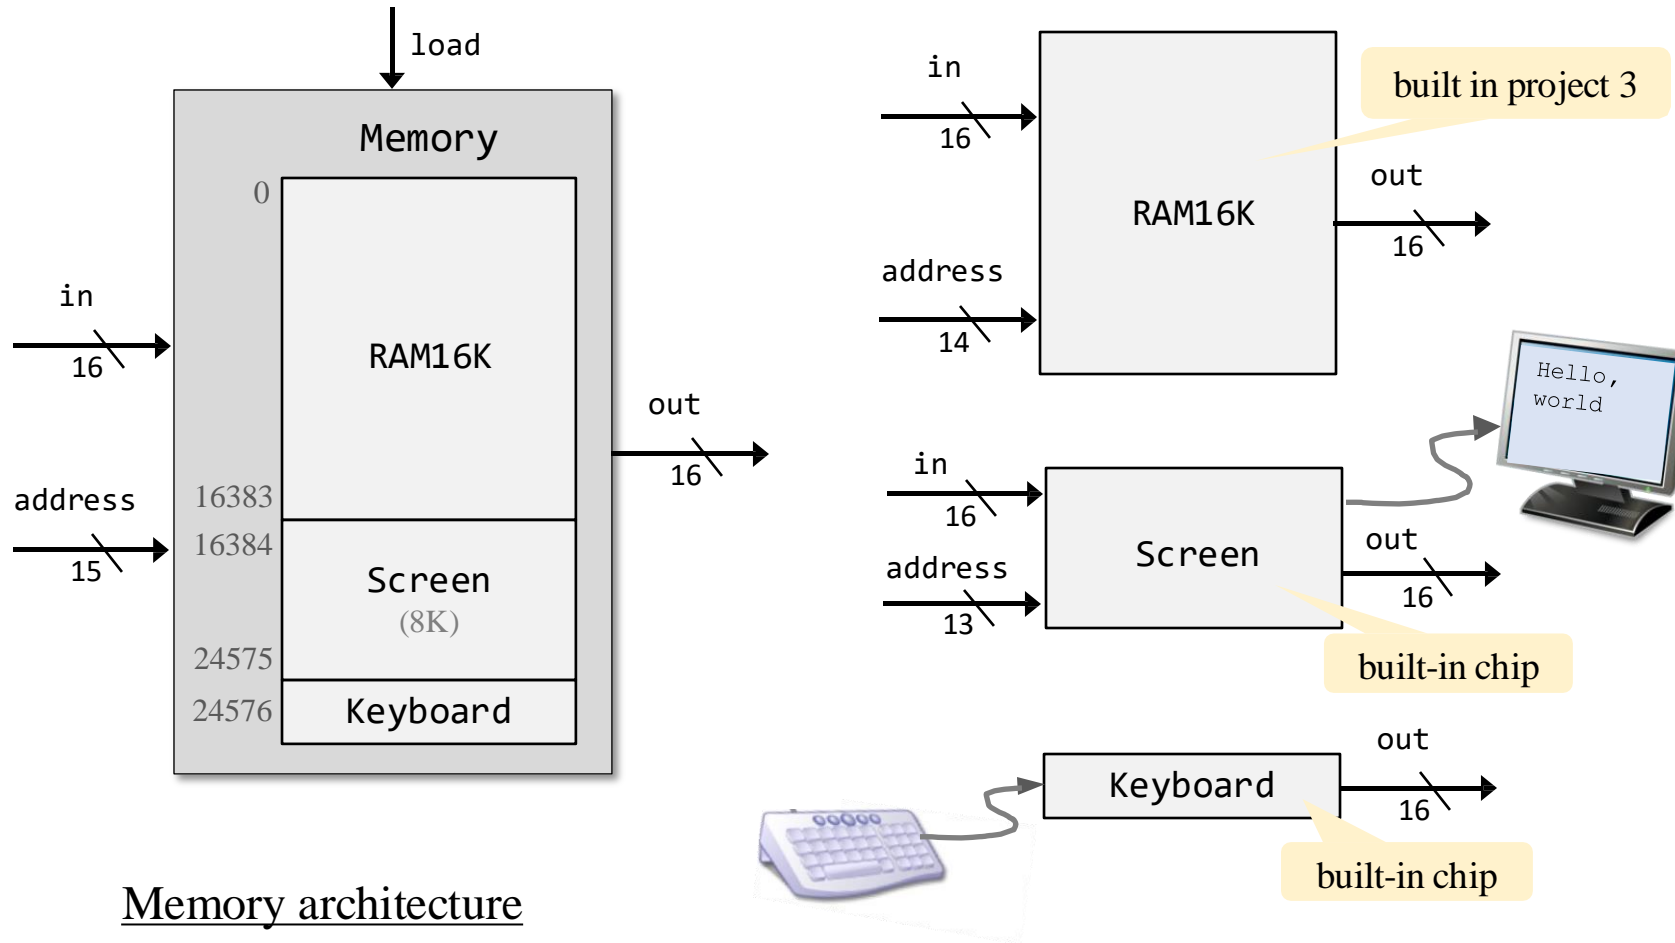 load
Memory
0
RAM16K
16383
16384
Screen
(8K)
24575
24576
Keyboard
in
16
address
15
out
16
Memory architecture
in
16
address
14
RAM16K
out
16
built in project 3
in
16
address
13
Screen
out
16
built-in chip
Hello,
world
Keyboard
out
16
built-in chip